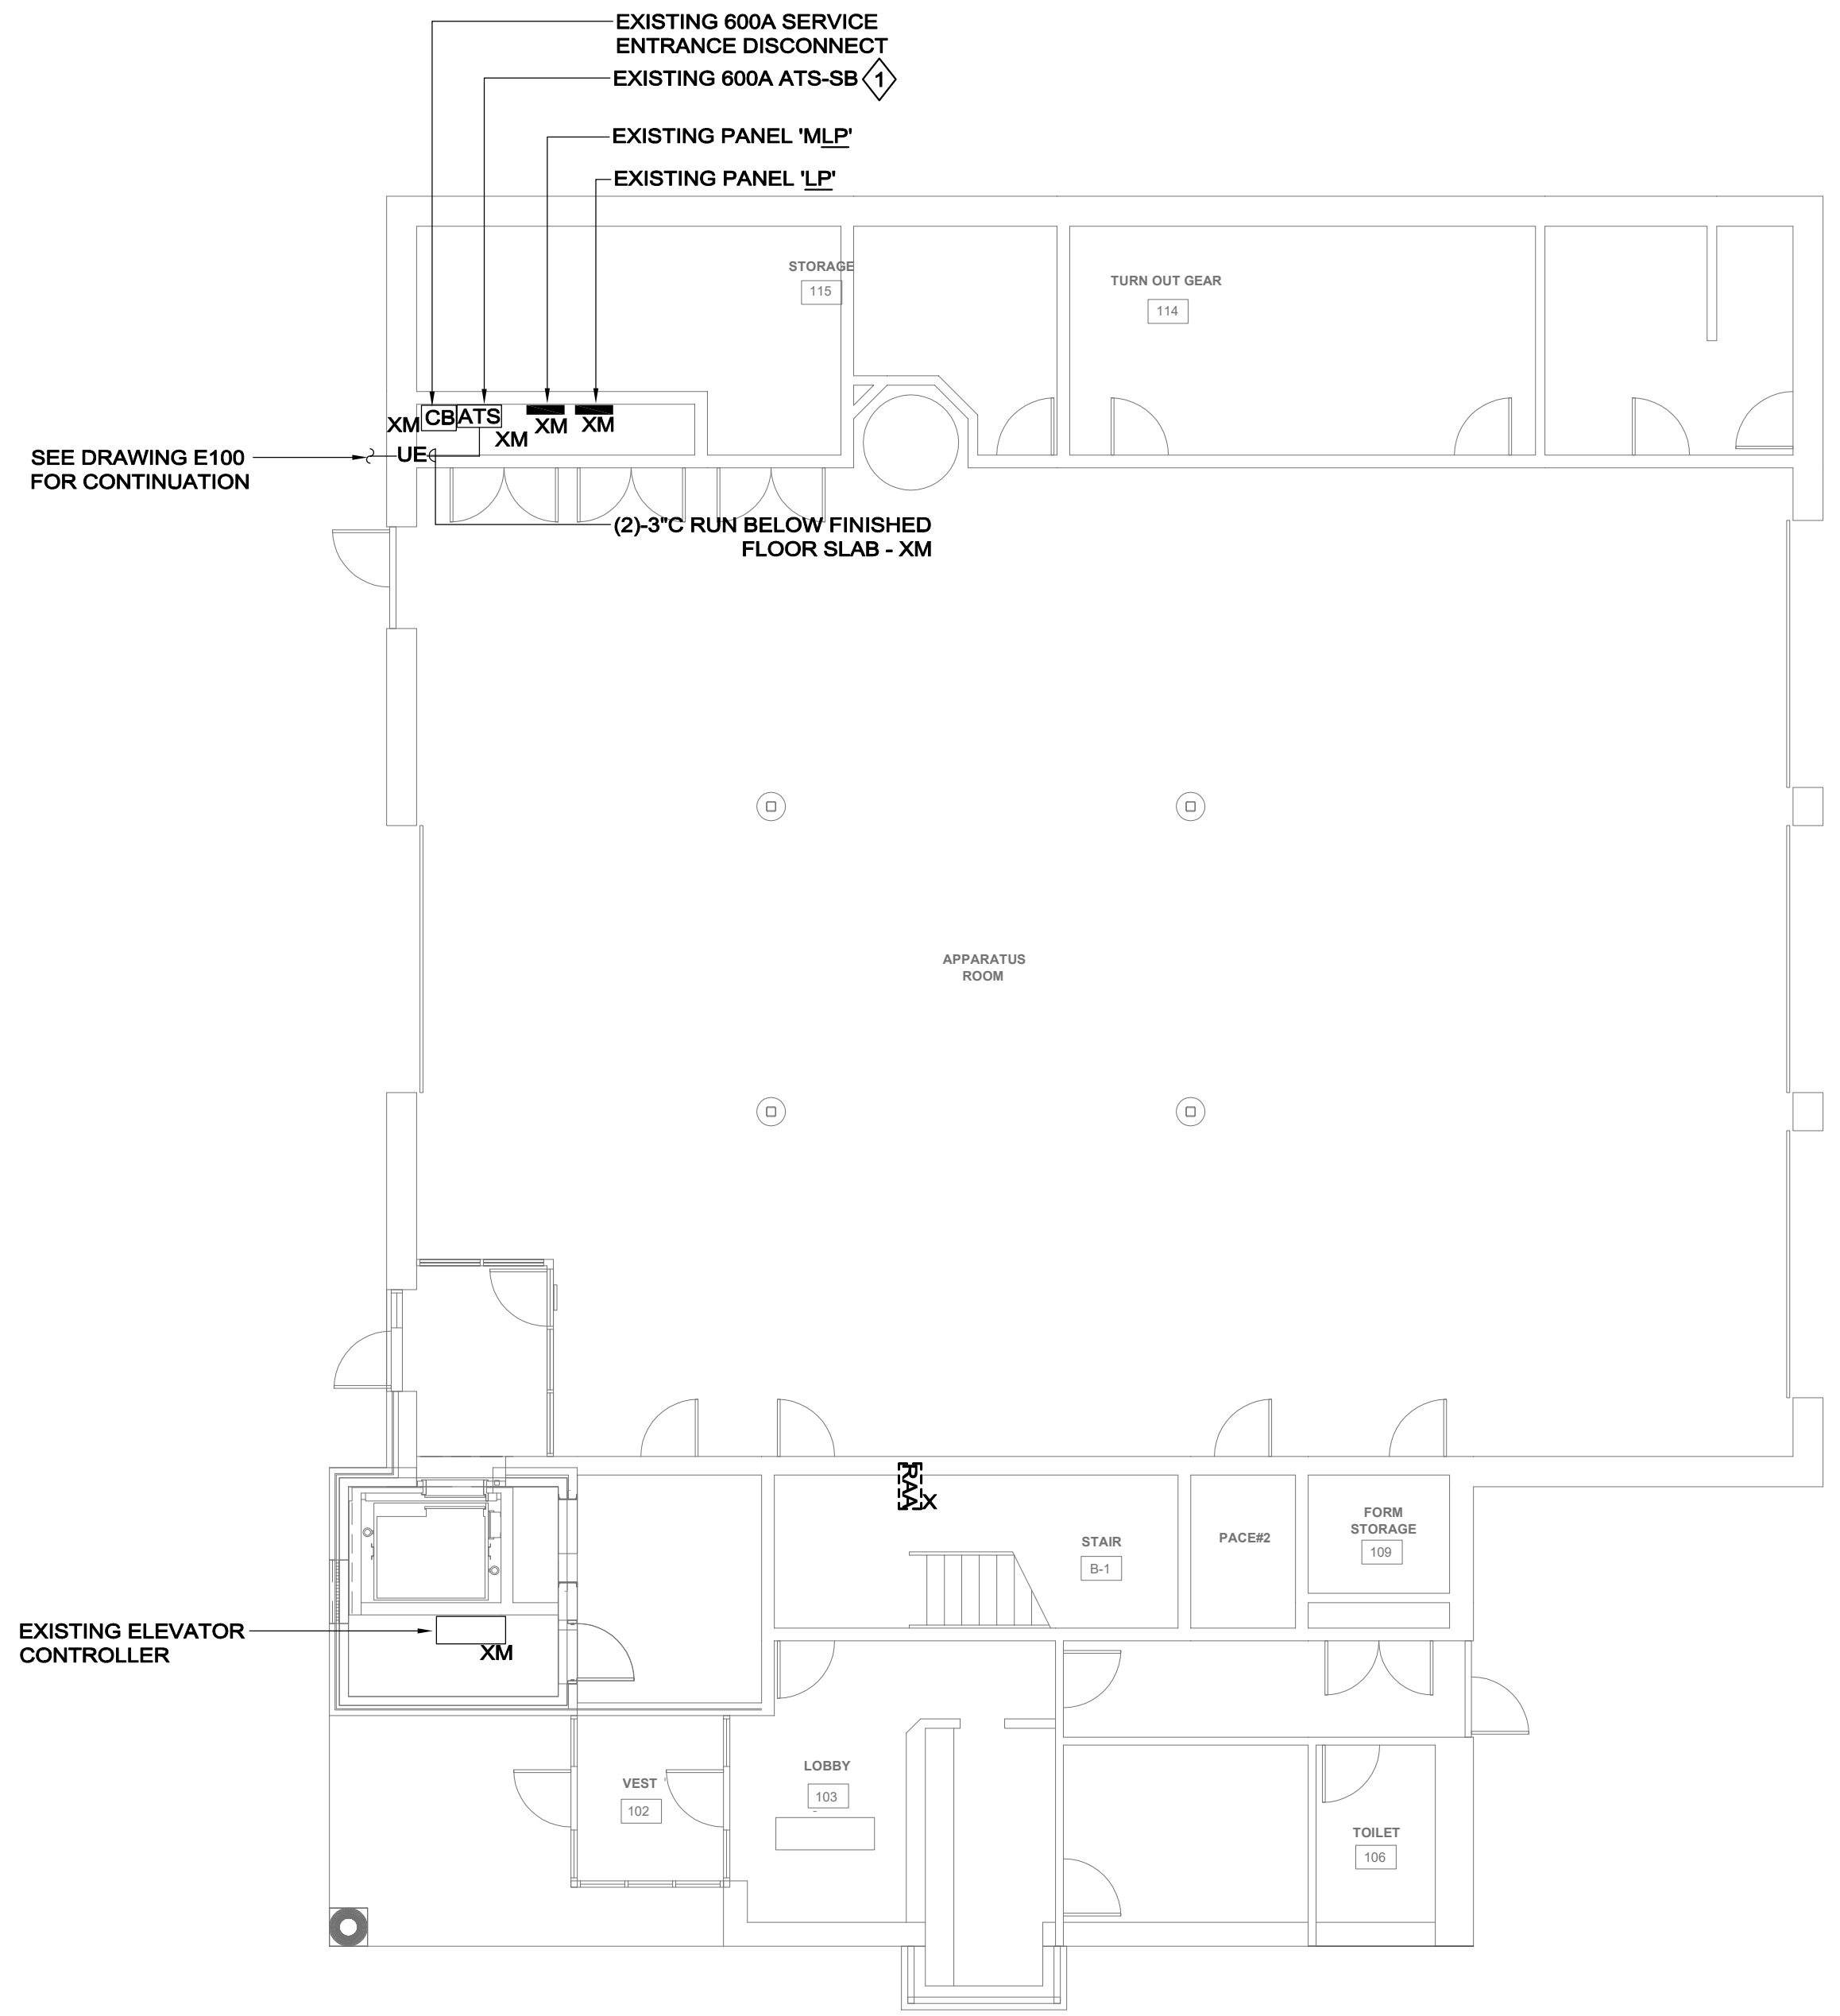 EXISTING 600A SERVICE
ENTRANCE DISCONNECT
EXISTING 600A ATS-SB 1
EXISTING PANEL 'MLP'
EXISTING PANEL 'LP'
STORAGE
115
TURN OUT GEAR
114
XM CB ATS XM XM
XM
SEE DRAWING E100
FOR CONTINUATION
UE
(2)-3"C RUN BELOW FINISHED
FLOOR SLAB - XM
APPARATUS
ROOM
RAA X
STAIR
B-1
PACE#2
FORM
STORAGE
109
EXISTING ELEVATOR
CONTROLLER
XM
VEST
102
LOBBY
103
TOILET
106